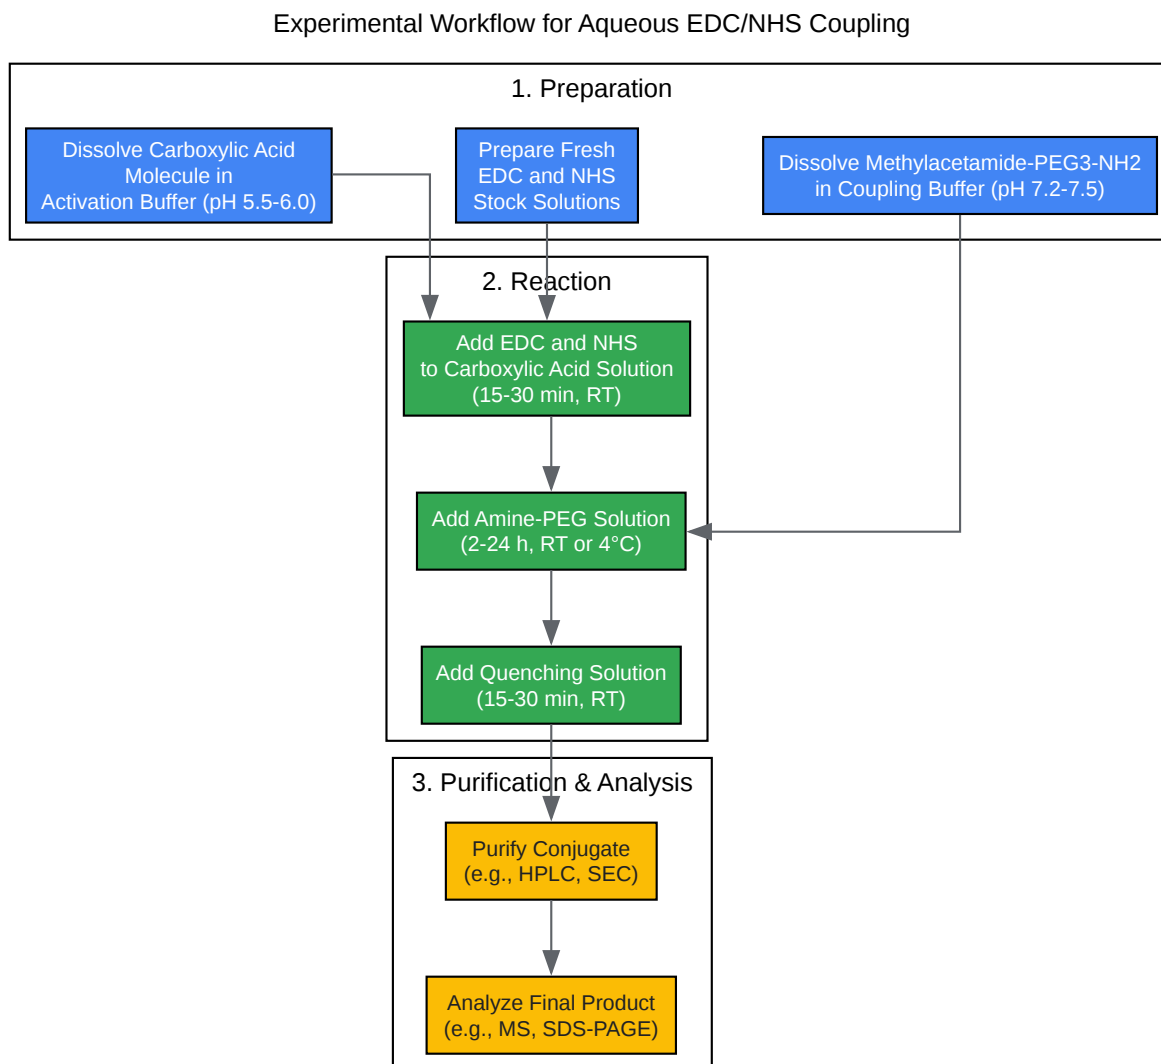 Experimental Workflow for Aqueous EDC/NHS Coupling
1. Preparation
Dissolve Carboxylic Acid
Molecule in
Activation Buffer (pH 5.5-6.0)
Prepare Fresh
EDC and NHS
Stock Solutions
Dissolve Methylacetamide-PEG3-NH2
in Coupling Buffer (pH 7.2-7.5)
2. Reaction
Add EDC and NHS
to Carboxylic Acid Solution
(15-30 min, RT)
Add Amine-PEG Solution
(2-24 h, RT or 4°C)
Add Quenching Solution
(15-30 min, RT)
3. Purification & Analysis
Purify Conjugate
(e.g., HPLC, SEC)
Analyze Final Product
(e.g., MS, SDS-PAGE)